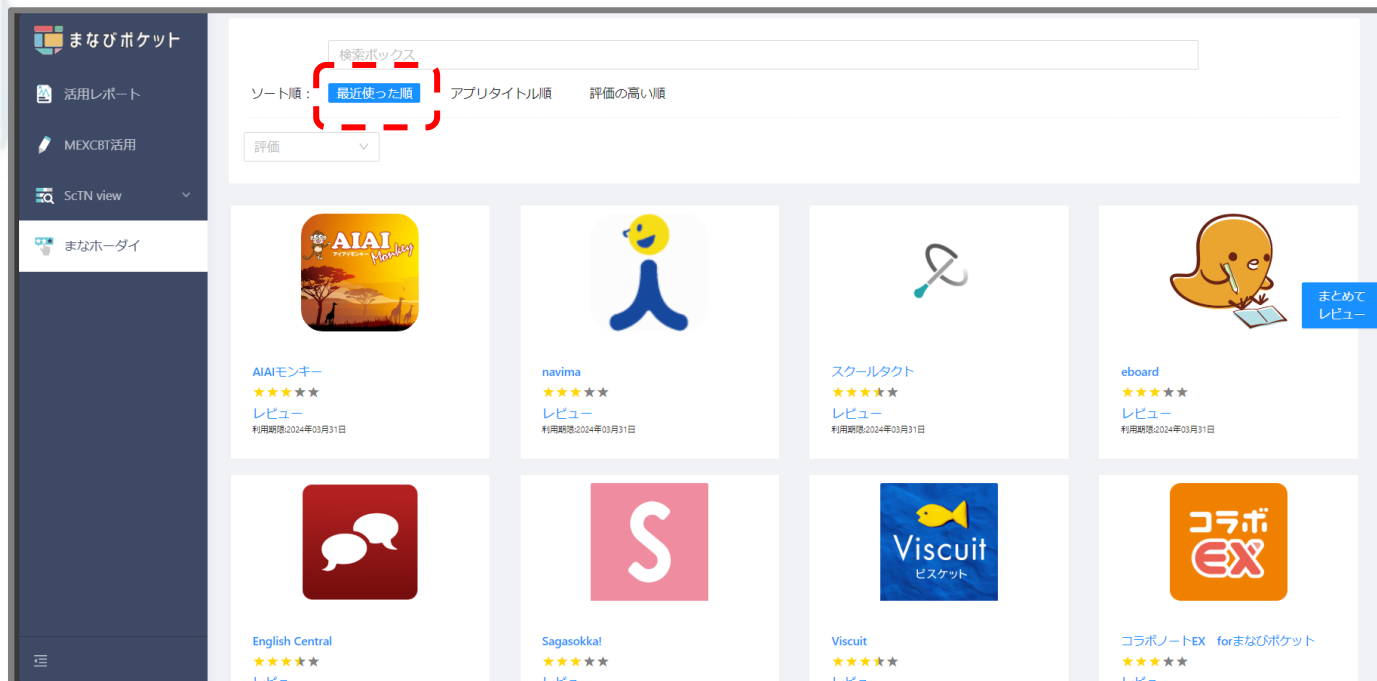 まなびポケット
検索ボックス
ソート順： 最近使った順 アプリタイトル順 評価の高い順
評価
活用レポート
MEXCBT活用
ScTN view
まなホーダイ
AIAI
アイアイモンキー
Monkey
まとめて
レビュー
AIAIモンキー
★★★★★
レビュー
利用期限:2024年03月31日
navima
★★★★★
レビュー
利用期限:2024年03月31日
スクールタクト
★★★★★
レビュー
利用期限:2024年03月31日
eboard
★★★★★
レビュー
利用期限:2024年03月31日
S
Viscuit
ビスケット
コラボ
EX
English Central
★★★★★
Sagasokka!
★★★★★
Viscuit
★★★★★
コラボノートEX forまなびポケット
★★★★★